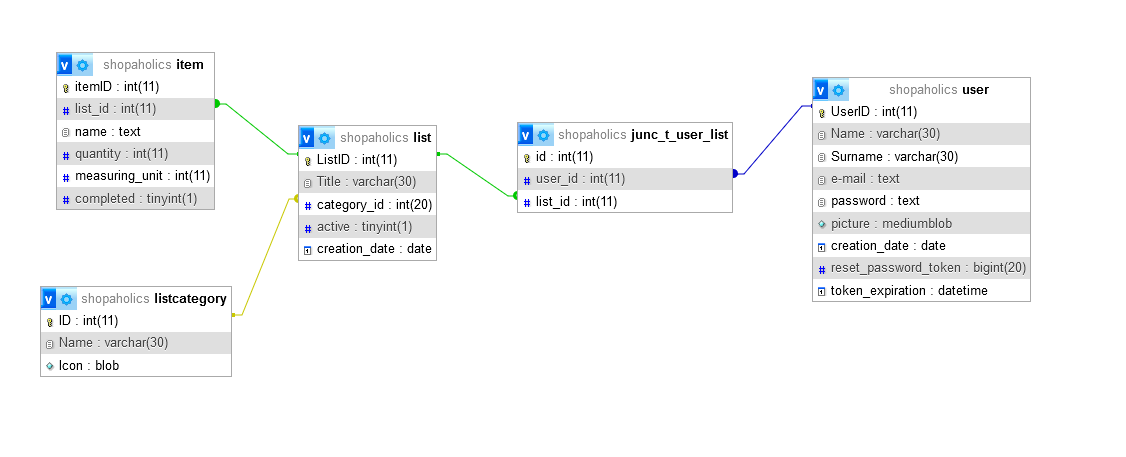 v shopaholics item
itemID : int(11)
list_id : int(11)
name : text
quantity : int(11)
measuring_unit : int(11)
completed : tinyint(1)
v shopaholics list
ListID : int(11)
Title : varchar(30)
category_id : int(20)
active : tinyint(1)
creation_date : date
v shopaholics listcategory
ID : int(11)
Name : varchar(30)
Icon : blob
v shopaholics junc_t_user_list
id : int(11)
user_id : int(11)
list_id : int(11)
v shopaholics user
UserID : int(11)
Name : varchar(30)
Surname : varchar(30)
e-mail : text
password : text
picture : mediumblob
creation_date : date
reset_password_token : bigint(20)
token_expiration : datetime